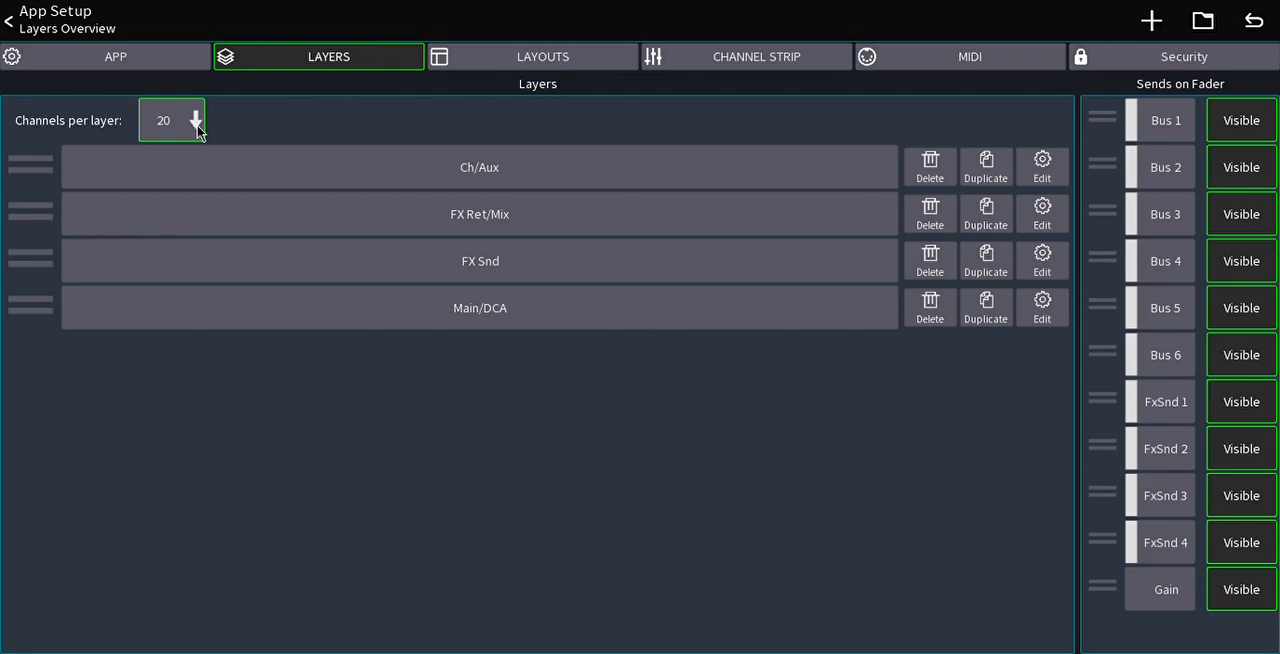 App Setup
Layers Overview
APP
LAYERS
LAYOUTS
CHANNEL STRIP
MIDI
Security
Layers
Sends on Fader
Channels per layer: 20
Ch/Aux
Delete
Duplicate
Edit
FX Ret/Mix
Delete
Duplicate
Edit
FX Snd
Delete
Duplicate
Edit
Main/DCA
Delete
Duplicate
Edit
Bus 1 Visible
Bus 2 Visible
Bus 3 Visible
Bus 4 Visible
Bus 5 Visible
Bus 6 Visible
FxSnd 1 Visible
FxSnd 2 Visible
FxSnd 3 Visible
FxSnd 4 Visible
Gain Visible